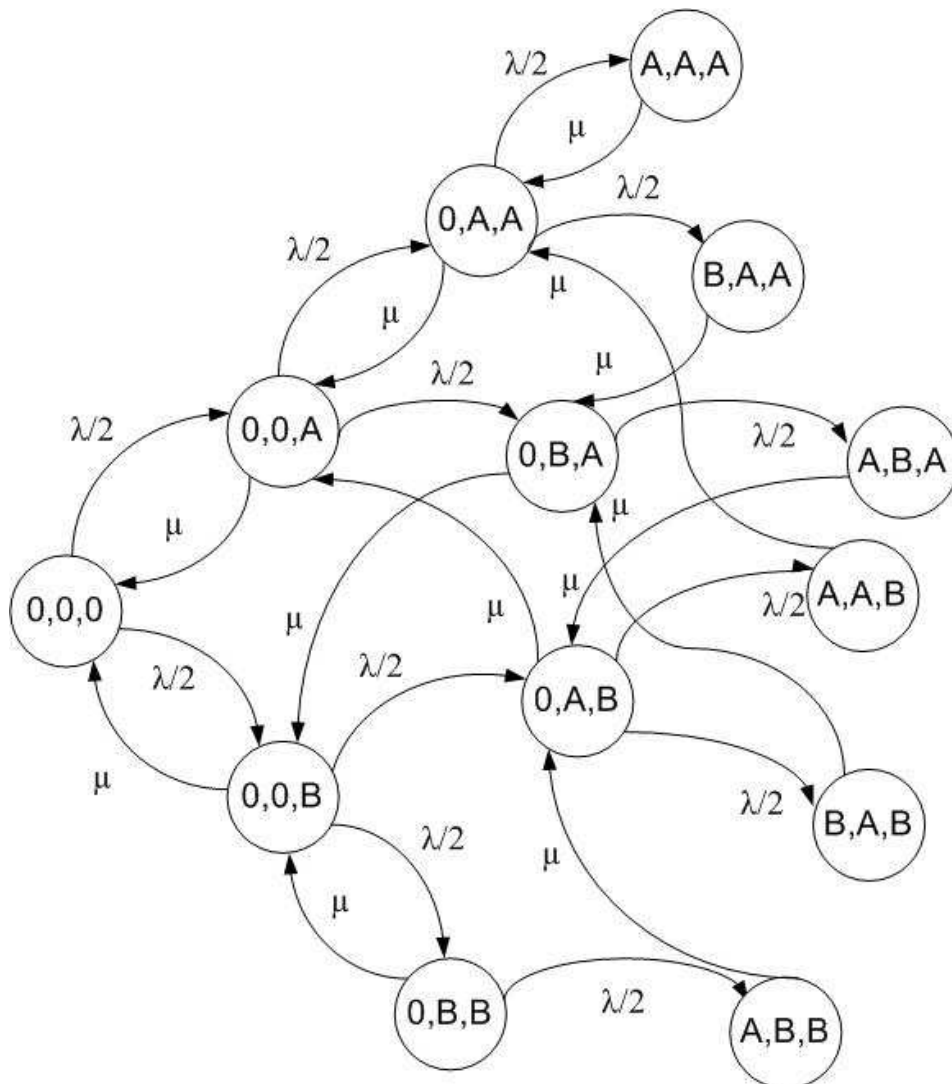 A,A,A
λ/2
μ
0,A,A
λ/2
B,A,A
λ/2
μ
μ
μ
0,0,A
λ/2
0,B,A
λ/2
A,B,A
λ/2
μ
μ
0,0,0
μ
μ
μ
λ/2
A,A,B
λ/2
λ/2
0,A,B
μ
0,0,B
λ/2
B,A,B
λ/2
μ
μ
0,B,B
λ/2
A,B,B